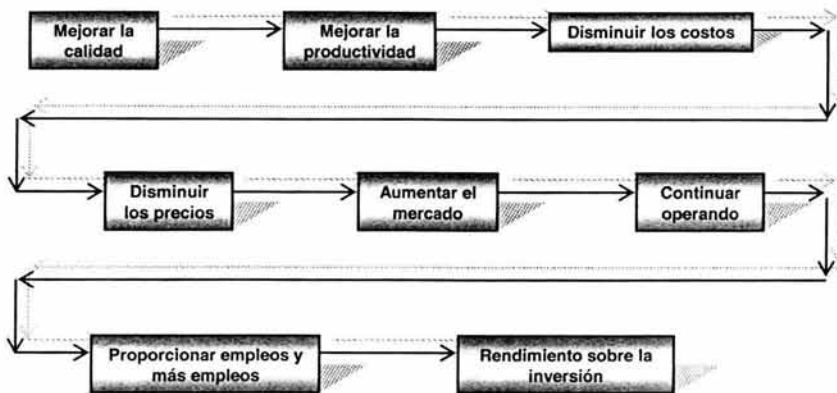 Mejorar la
calidad
Mejorar la
productividad
Disminuir los costos
Disminuir
los precios
Aumentar el
mercado
Continuar
operando
Proporcionar empleos y
más empleos
Rendimiento sobre la
inversión